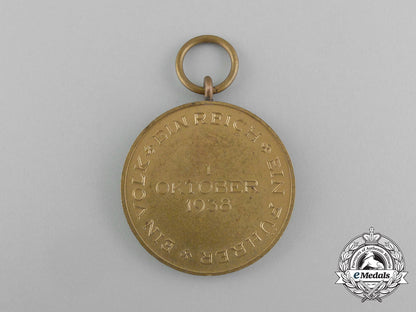 EIN VOLK * EIN REICH * EIN FÜHRER *
1
OKTOBER
1938
eMedals